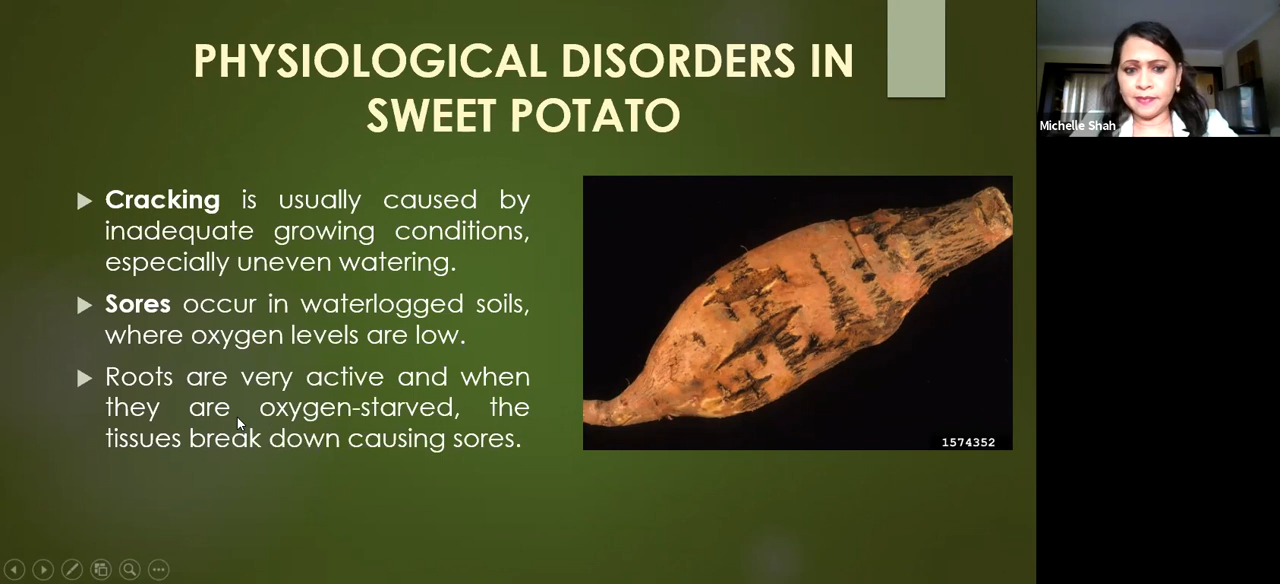 PHYSIOLOGICAL DISORDERS IN
SWEET POTATO
Cracking is usually caused by
inadequate growing conditions,
especially uneven watering.
Sores occur in waterlogged soils,
where oxygen levels are low.
Roots are very active and when
they are oxygen-starved, the
tissues break down causing sores.
1574352
Michelle Shah